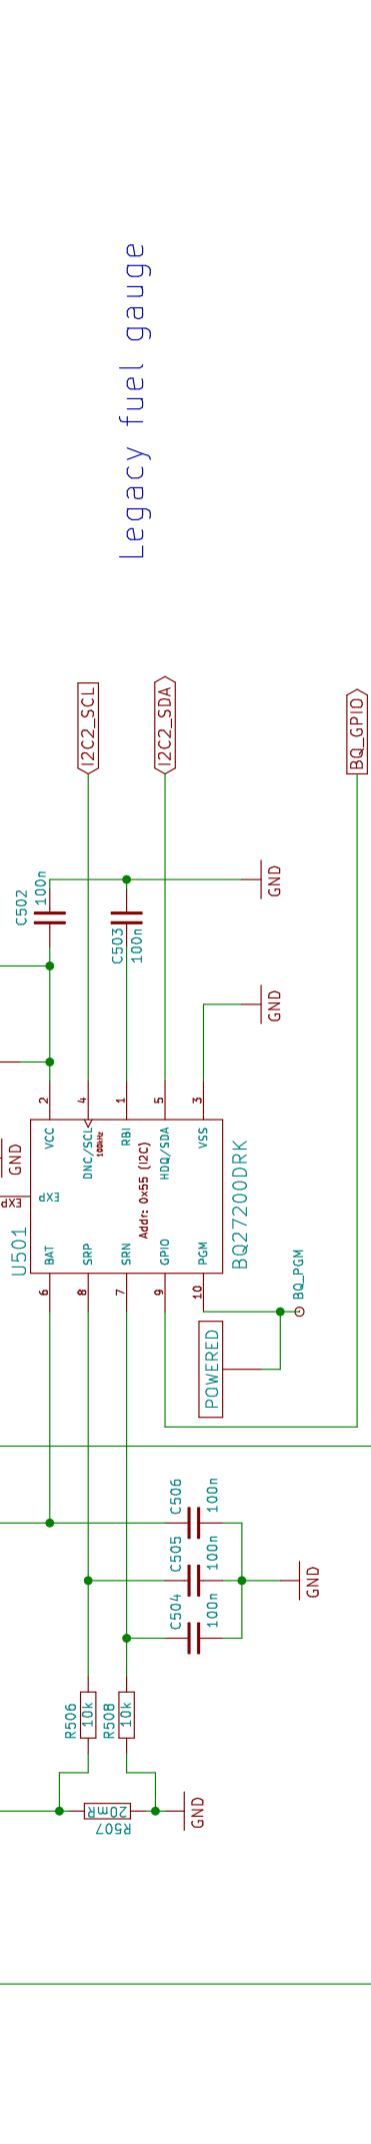 Legacy fuel gauge
I2C2_SCL
I2C2_SDA
BQ_GPIO
C502
100n
C503
100n
GND
GND
GND
2
4
1
5
3
VCC
DNC/SCL
100kHz
RBI
HDQ/SDA
VSS
EXP
EXP
Addr: 0x55 (I2C)
U501
BQ27200DRK
BAT
SRP
SRN
GPIO
PGM
6
8
7
9
10
BQ_PGM
POWERED
C506
100n
C505
100n
C504
100n
GND
R506
10k
R508
10k
20mR
R507
GND